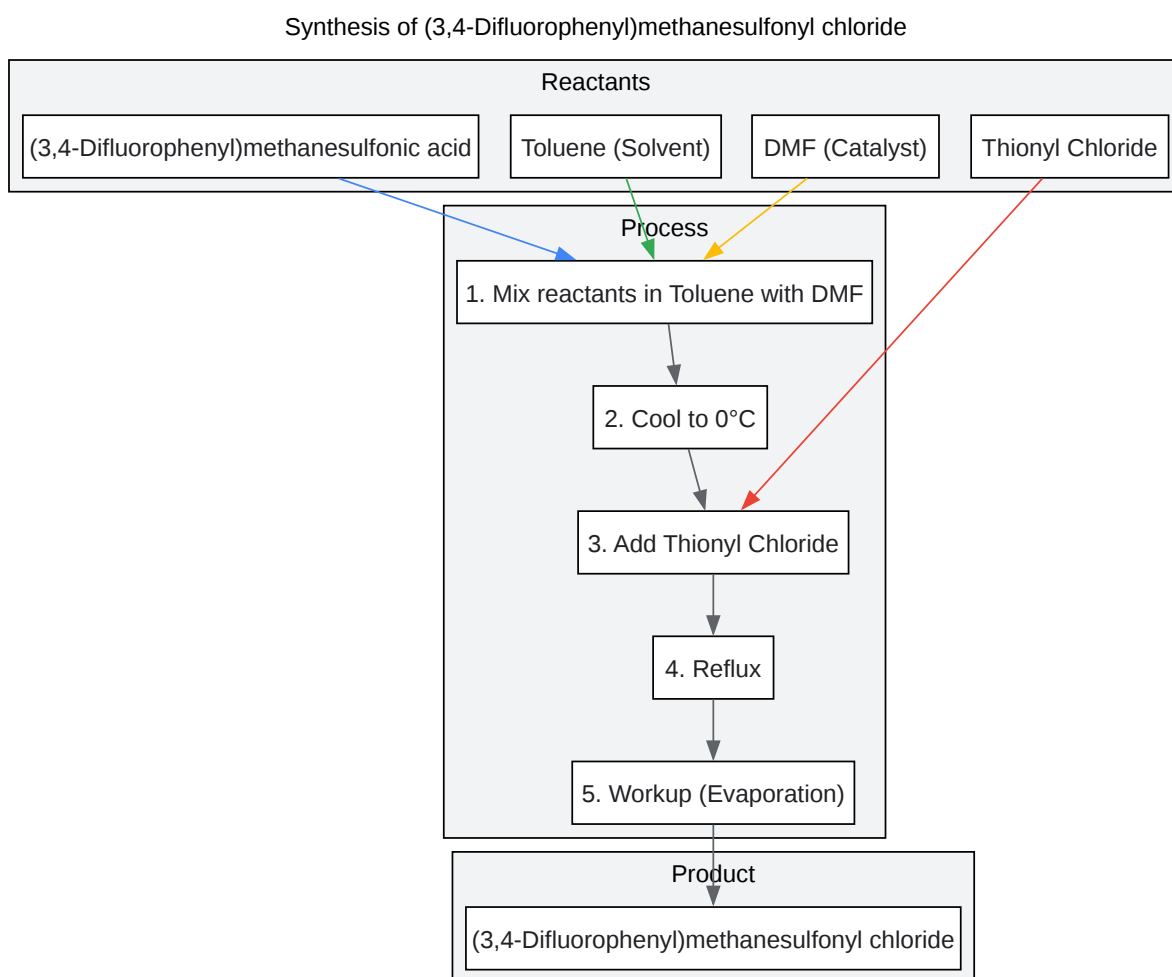 Synthesis of (3,4-Difluorophenyl)methanesulfonyl chloride
Reactants
(3,4-Difluorophenyl)methanesulfonic acid
Toluene (Solvent)
DMF (Catalyst)
Thionyl Chloride
Process
1. Mix reactants in Toluene with DMF
2. Cool to 0°C
3. Add Thionyl Chloride
4. Reflux
5. Workup (Evaporation)
Product
(3,4-Difluorophenyl)methanesulfonyl chloride